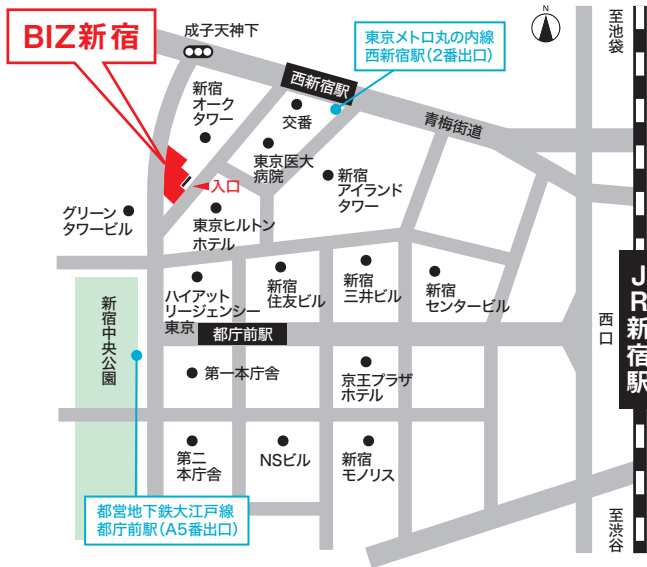 成子天神下
BIZ新宿
東京メトロ丸の内線
西新宿駅(2番出口)
N
至池袋
西新宿駅
新宿
オーク
タワー
交番
青梅街道
東京医大
病院
新宿
アイランド
タワー
入口
グリーン
タワービル
東京ヒルトン
ホテル
新宿中央公園
ハイアット
リージェンシー
東京
新宿
住友ビル
新宿
三井ビル
新宿
センタービル
西口
JR新宿駅
都庁前駅
第一本庁舎
京王プラザ
ホテル
第二
本庁舎
NSビル
新宿
モノリス
都営地下鉄大江戸線
都庁前駅(A5番出口)
至渋谷